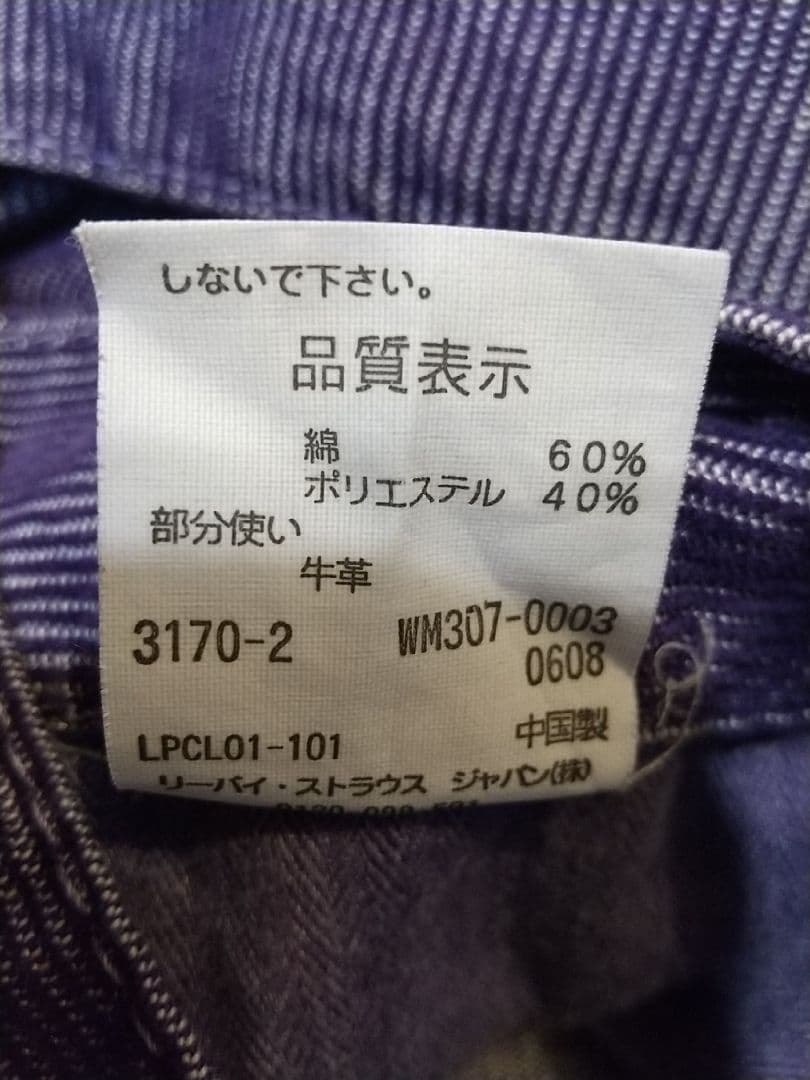 しないで下さい。
品質表示
綿 60%
ポリエステル 40%
部分使い
牛革
3170-2 WM307-0003
0608
LPCL01-101 中国製
リーバイ・ストラウス ジャパン(株)